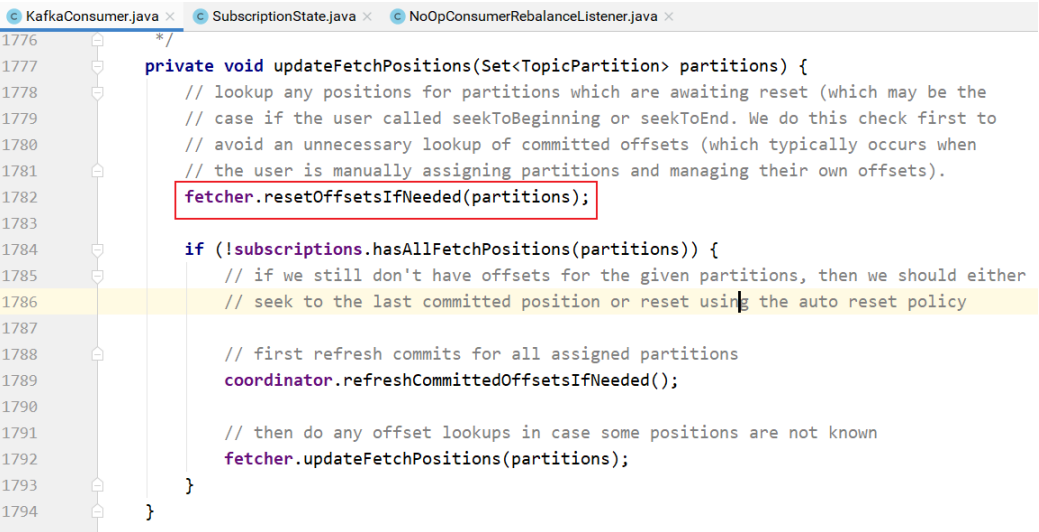 KafkaConsumer.java × SubscriptionState.java × NoOpConsumerRebalanceListener.java ×
1776 */
1777 private void updateFetchPositions(Set<TopicPartition> partitions) {
1778 // lookup any positions for partitions which are awaiting reset (which may be the
1779 // case if the user called seekToBeginning or seekToEnd. We do this check first to
1780 // avoid an unnecessary lookup of committed offsets (which typically occurs when
1781 // the user is manually assigning partitions and managing their own offsets).
1782 fetcher.resetOffsetsIfNeeded(partitions);
1783
1784 if (!subscriptions.hasAllFetchPositions(partitions)) {
1785 // if we still don't have offsets for the given partitions, then we should either
1786 // seek to the last committed position or reset using the auto reset policy
1787
1788 // first refresh commits for all assigned partitions
1789 coordinator.refreshCommittedOffsetsIfNeeded();
1790
1791 // then do any offset lookups in case some positions are not known
1792 fetcher.updateFetchPositions(partitions);
1793 }
1794 }